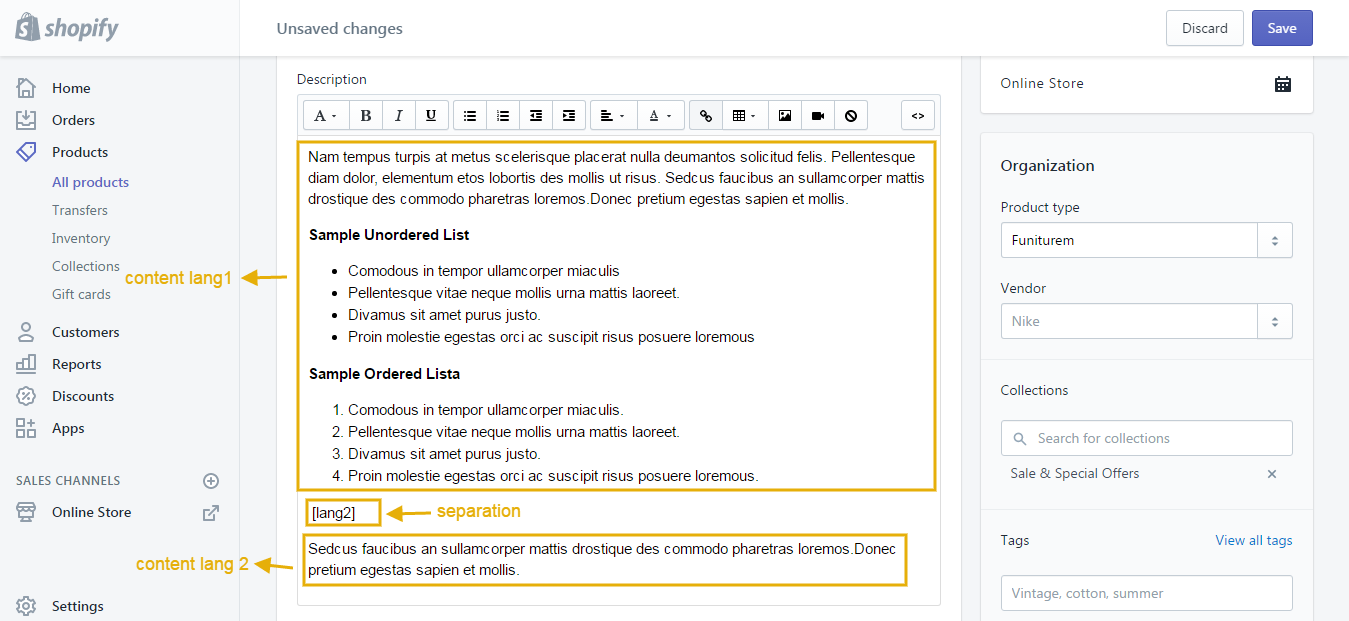 shopify
Unsaved changes
Discard
Save
Home
Orders
Products
All products
Transfers
Inventory
Collections
Gift cards
Customers
Reports
Discounts
Apps
SALES CHANNELS
Online Store
Settings
content lang1
content lang 2
Description
A B I U A <>
Nam tempus turpis at metus scelerisque placerat nulla deumantos solicitud felis. Pellentesque
diam dolor, elementum etos lobortis des mollis ut risus. Sedcus faucibus an sullamcorper mattis
drostique des commodo pharetras loremos.Donec pretium egestas sapien et mollis.
Sample Unordered List
• Comodous in tempor ullamcorper miaculis
• Pellentesque vitae neque mollis urna mattis laoreet.
• Divamus sit amet purus justo.
• Proin molestie egestas orci ac suscipit risus posuere loremous
Sample Ordered Lista
1. Comodous in tempor ullamcorper miaculis.
2. Pellentesque vitae neque mollis urna mattis laoreet.
3. Divamus sit amet purus justo.
4. Proin molestie egestas orci ac suscipit risus posuere loremous.
[lang2]
separation
Sedcus faucibus an sullamcorper mattis drostique des commodo pharetras loremos.Donec
pretium egestas sapien et mollis.
Online Store
Organization
Product type
Funiturem
Vendor
Nike
Collections
Search for collections
Sale & Special Offers
Tags
View all tags
Vintage, cotton, summer